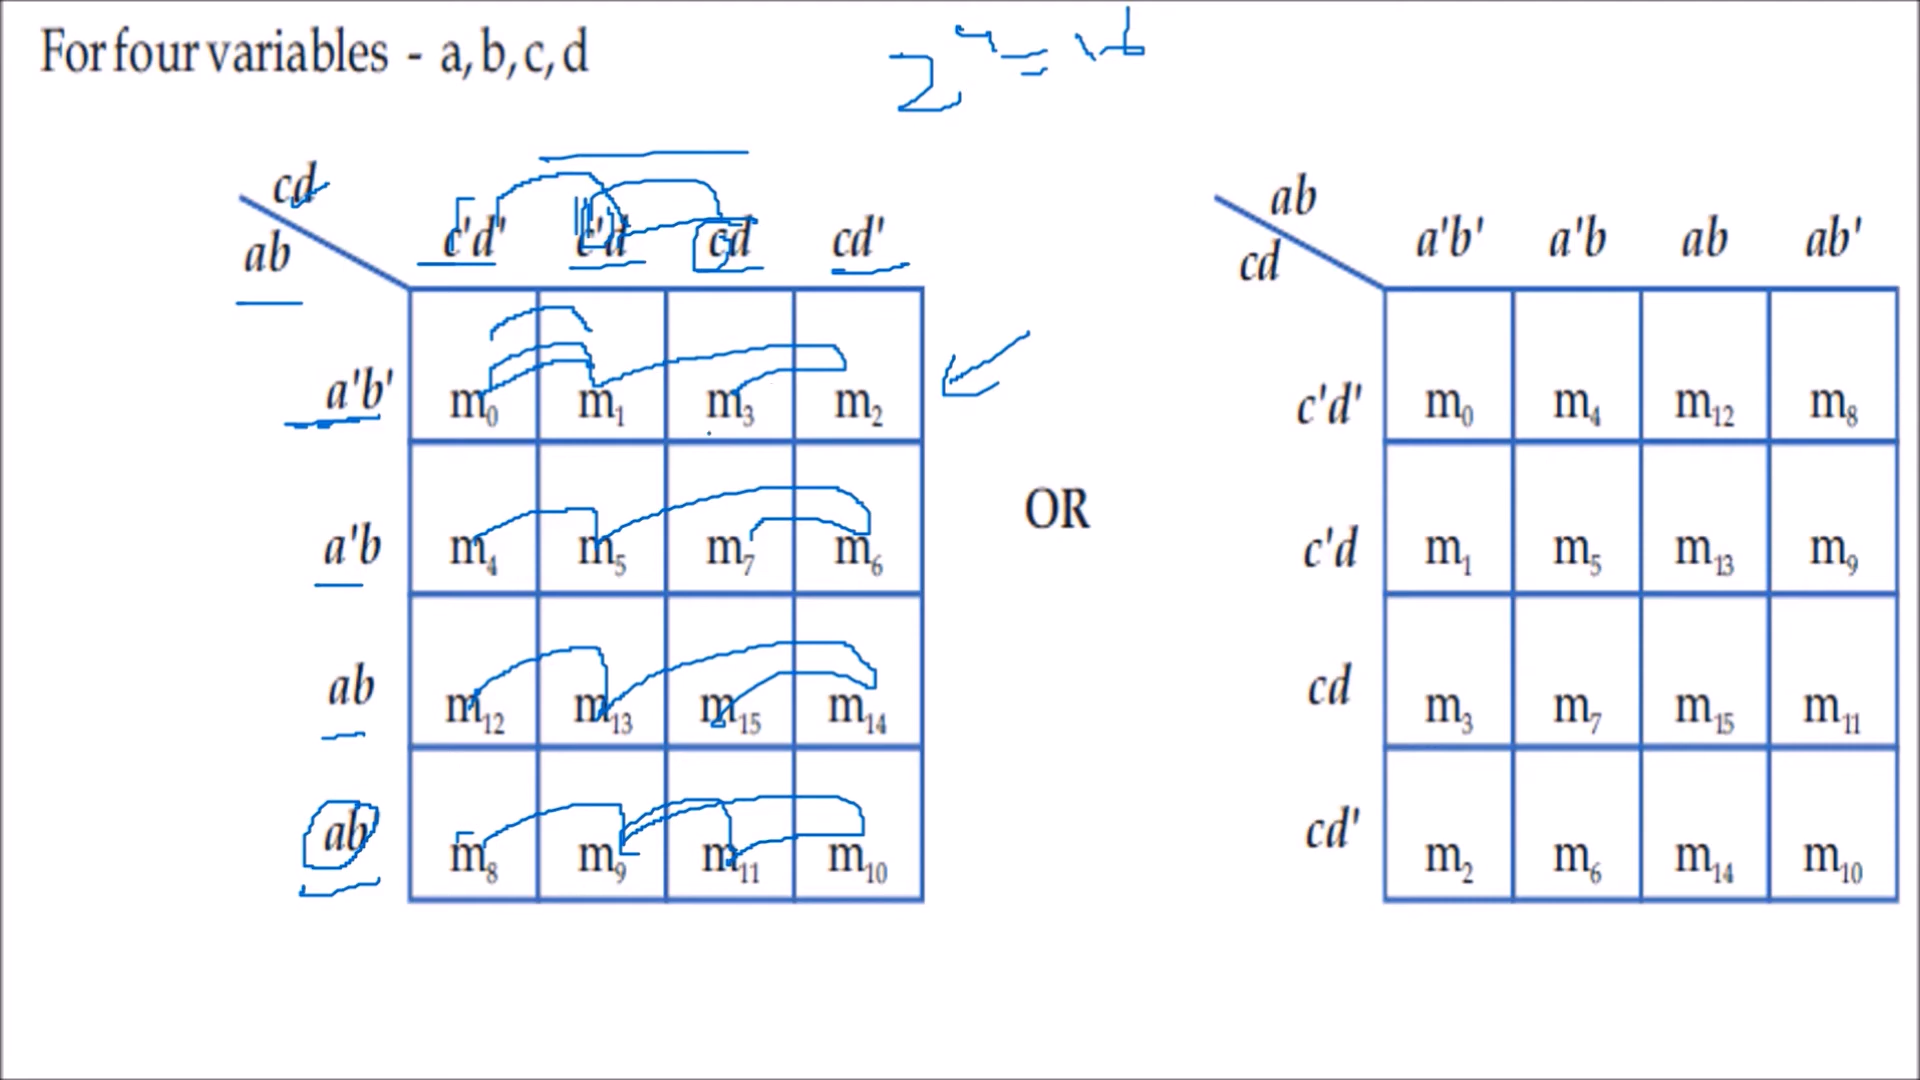 For four variables - a, b, c, d
2^4 = 16
cd
ab
c'd' c'd cd cd'
a'b' m0 m1 m3 m2
a'b m4 m5 m7 m6
ab m12 m13 m15 m14
ab m8 m9 m11 m10
OR
ab
cd
a'b' a'b ab ab'
c'd' m0 m4 m12 m8
c'd m1 m5 m13 m9
cd m3 m7 m15 m11
cd' m2 m6 m14 m10